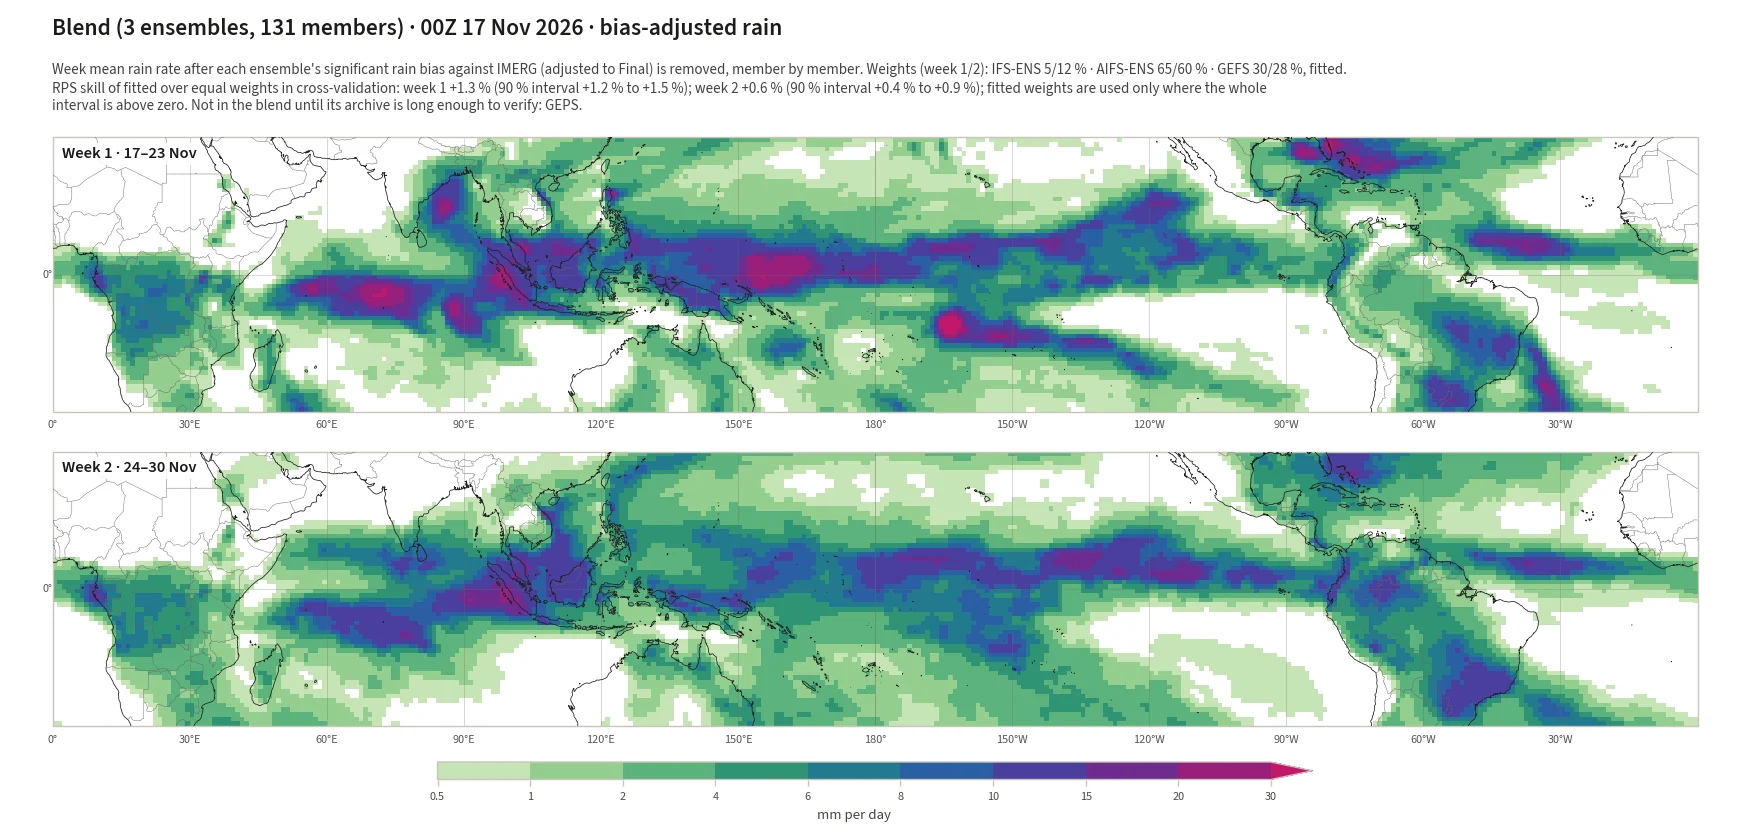 Blend (3 ensembles, 131 members) · 00Z 17 Nov 2026 · bias-adjusted rain
Week mean rain rate after each ensemble's significant rain bias against IMERG (adjusted to Final) is removed, member by member. Weights (week 1/2): IFS-ENS 5/12 % · AIFS-ENS 65/60 % · GEFS 30/28 %, fitted.
RPS skill of fitted over equal weights in cross-validation: week 1 +1.3 % (90 % interval +1.2 % to +1.5 %); week 2 +0.6 % (90 % interval +0.4 % to +0.9 %); fitted weights are used only where the whole
interval is above zero. Not in the blend until its archive is long enough to verify: GEPS.
Week 1 · 17–23 Nov
0°
0° 30°E 60°E 90°E 120°E 150°E 180° 150°W 120°W 90°W 60°W 30°W
Week 2 · 24–30 Nov
0°
0° 30°E 60°E 90°E 120°E 150°E 180° 150°W 120°W 90°W 60°W 30°W
0.5 1 2 4 6 8 10 15 20 30
mm per day